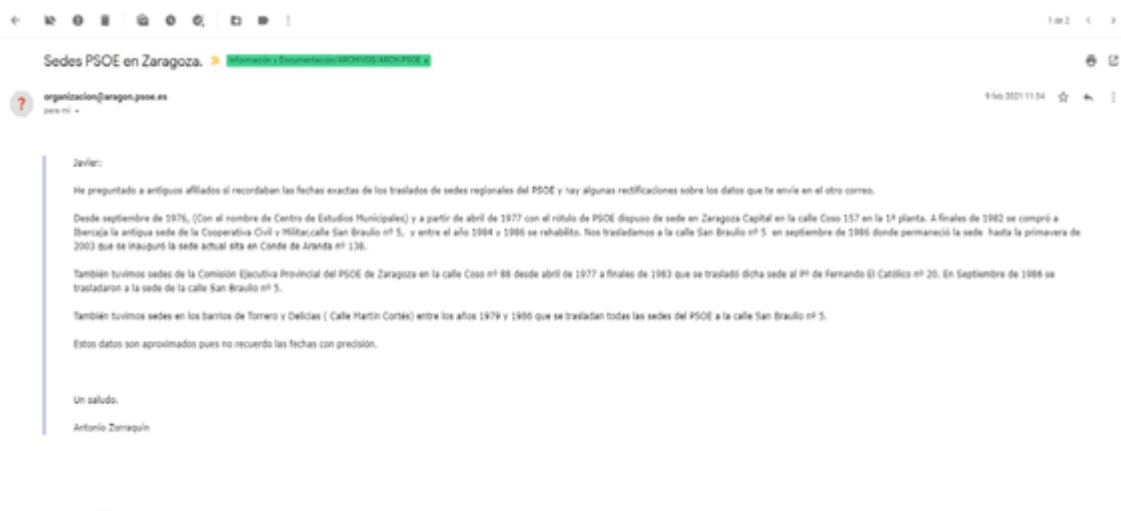 1 de 2
Sedes PSOE en Zaragoza.
Información y Documentación/ARCHIVOS/ARCH.PSOE x
organizacion@aragon.psoe.es
9 feb 2021 11:54
para mí
Javier:
He preguntado a antiguos afiliados si recordaban las fechas exactas de los traslados de sedes regionales del PSOE y hay algunas rectificaciones sobre los datos que te envie en el otro correo.
Desde septiembre de 1976, (Con el nombre de Centro de Estudios Municipales) y a partir de abril de 1977 con el rótulo de PSOE dispuso de sede en Zaragoza Capital en la calle Coso 157 en la 1ª planta. A finales de 1982 se compró a
Ibercaja la antigua sede de la Cooperativa Civil y Militar,calle San Braulio nº 5, y entre el año 1984 y 1986 se rehabilito. Nos trasladamos a la calle San Braulio nº 5 en septiembre de 1986 donde permaneció la sede hasta la primavera de
2003 que se inauguró la sede actual sita en Conde de Aranda nº 138.
También tuvimos sedes de la Comisión Ejecutiva Provincial del PSOE de Zaragoza en la calle Coso nº 88 desde abril de 1977 a finales de 1983 que se trasladó dicha sede al Pº de Fernando El Católico nº 20. En Septiembre de 1986 se
trasladaron a la sede de la calle San Braulio nº 5.
También tuvimos sedes en los barrios de Torrero y Delicias ( Calle Martín Cortés) entre los años 1979 y 1986 que se trasladan todas las sedes del PSOE a la calle San Braulio nº 5.
Estos datos son aproximados pues no recuerdo las fechas con precisión.
Un saludo.
Antonio Zorraquín